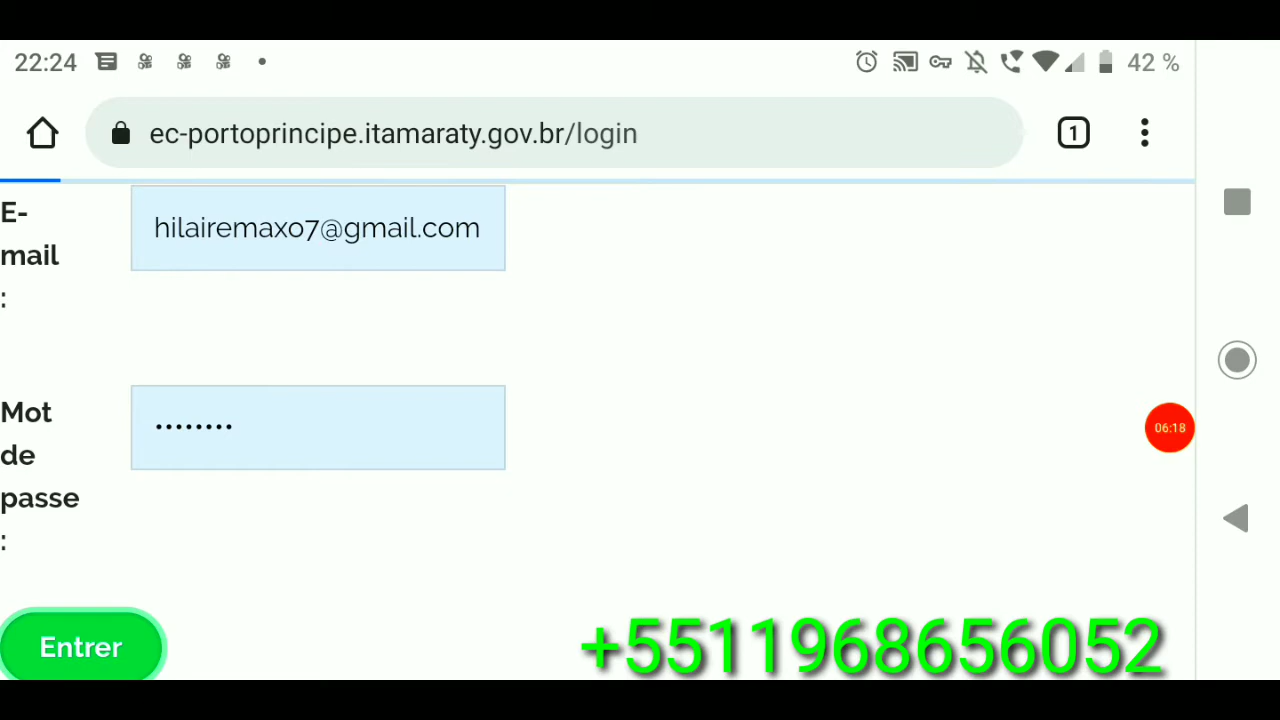 22:24
42 %
ec-portoprincipe.itamaraty.gov.br/login
1
E-
mail
:
hilairemaxo7@gmail.com
Mot
de
passe
:
••••••••
06:18
Entrer
+5511968656052